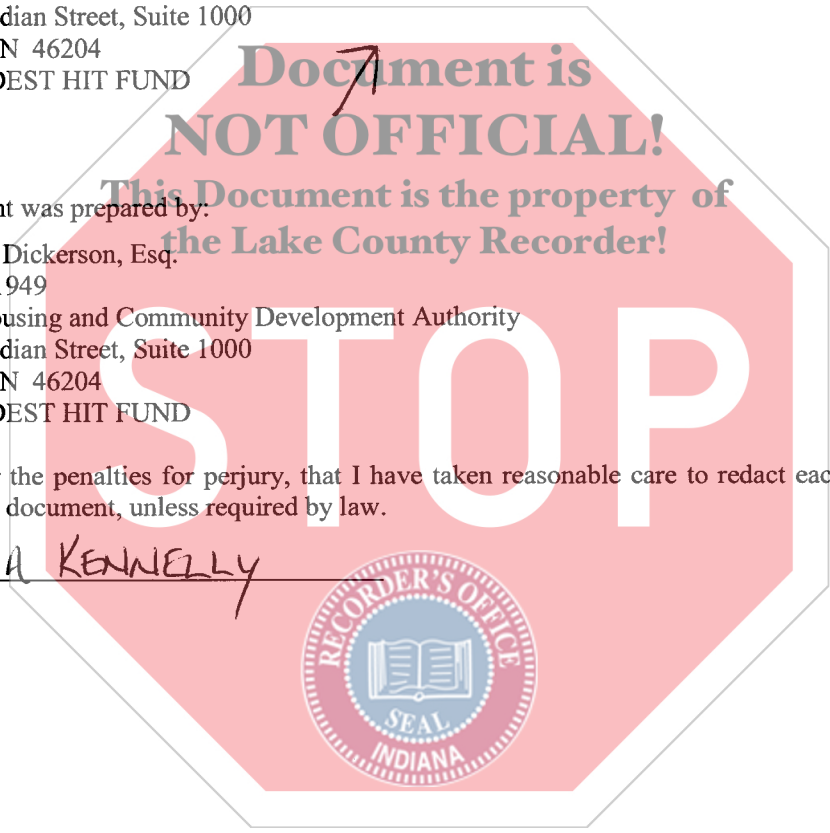 dian Street, Suite 1000
N 46204
DEST HIT FUND
Document is
NOT OFFICIAL!
This Document is the property of
the Lake County Recorder!
nt was prepared by:
Dickerson, Esq.
1949
ousing and Community Development Authority
dian Street, Suite 1000
N 46204
DEST HIT FUND
STOP
the penalties for perjury, that I have taken reasonable care to redact eac
document, unless required by law.
A KENNELLY
RECORDER'S OFFICE
SEAL
INDIANA